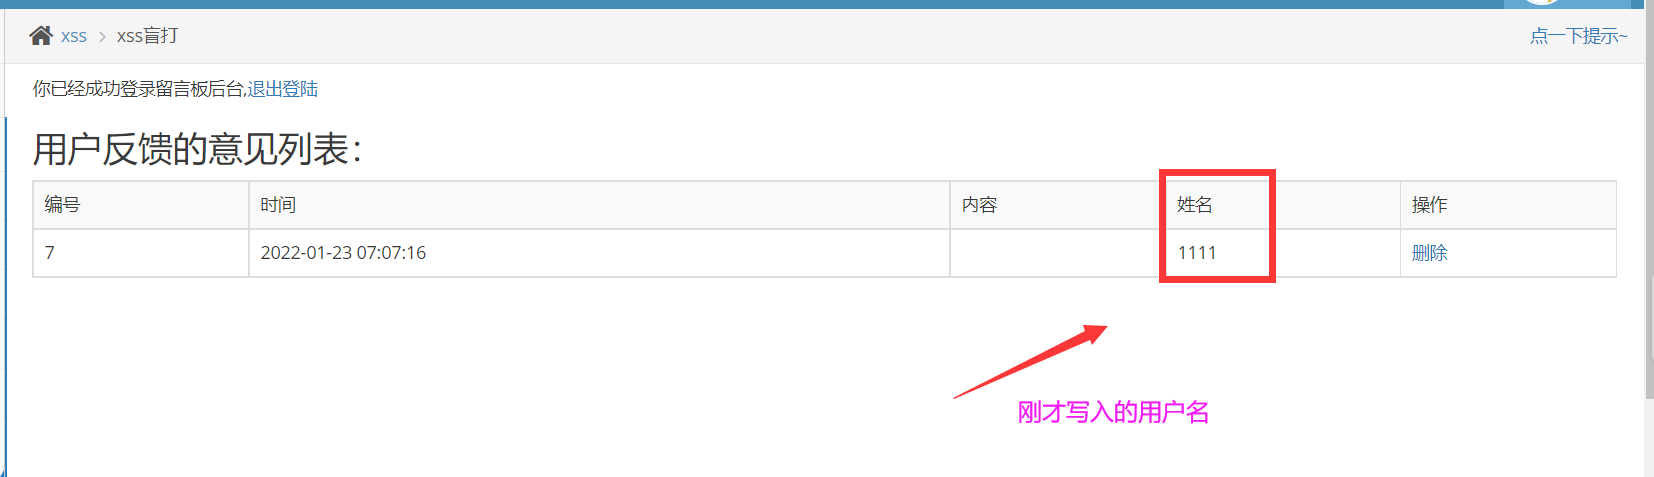 xss > xss盲打 点一下提示~
你已经成功登录留言板后台,退出登陆
用户反馈的意见列表：
编号 时间 内容 姓名 操作
7 2022-01-23 07:07:16 1111 删除
刚才写入的用户名